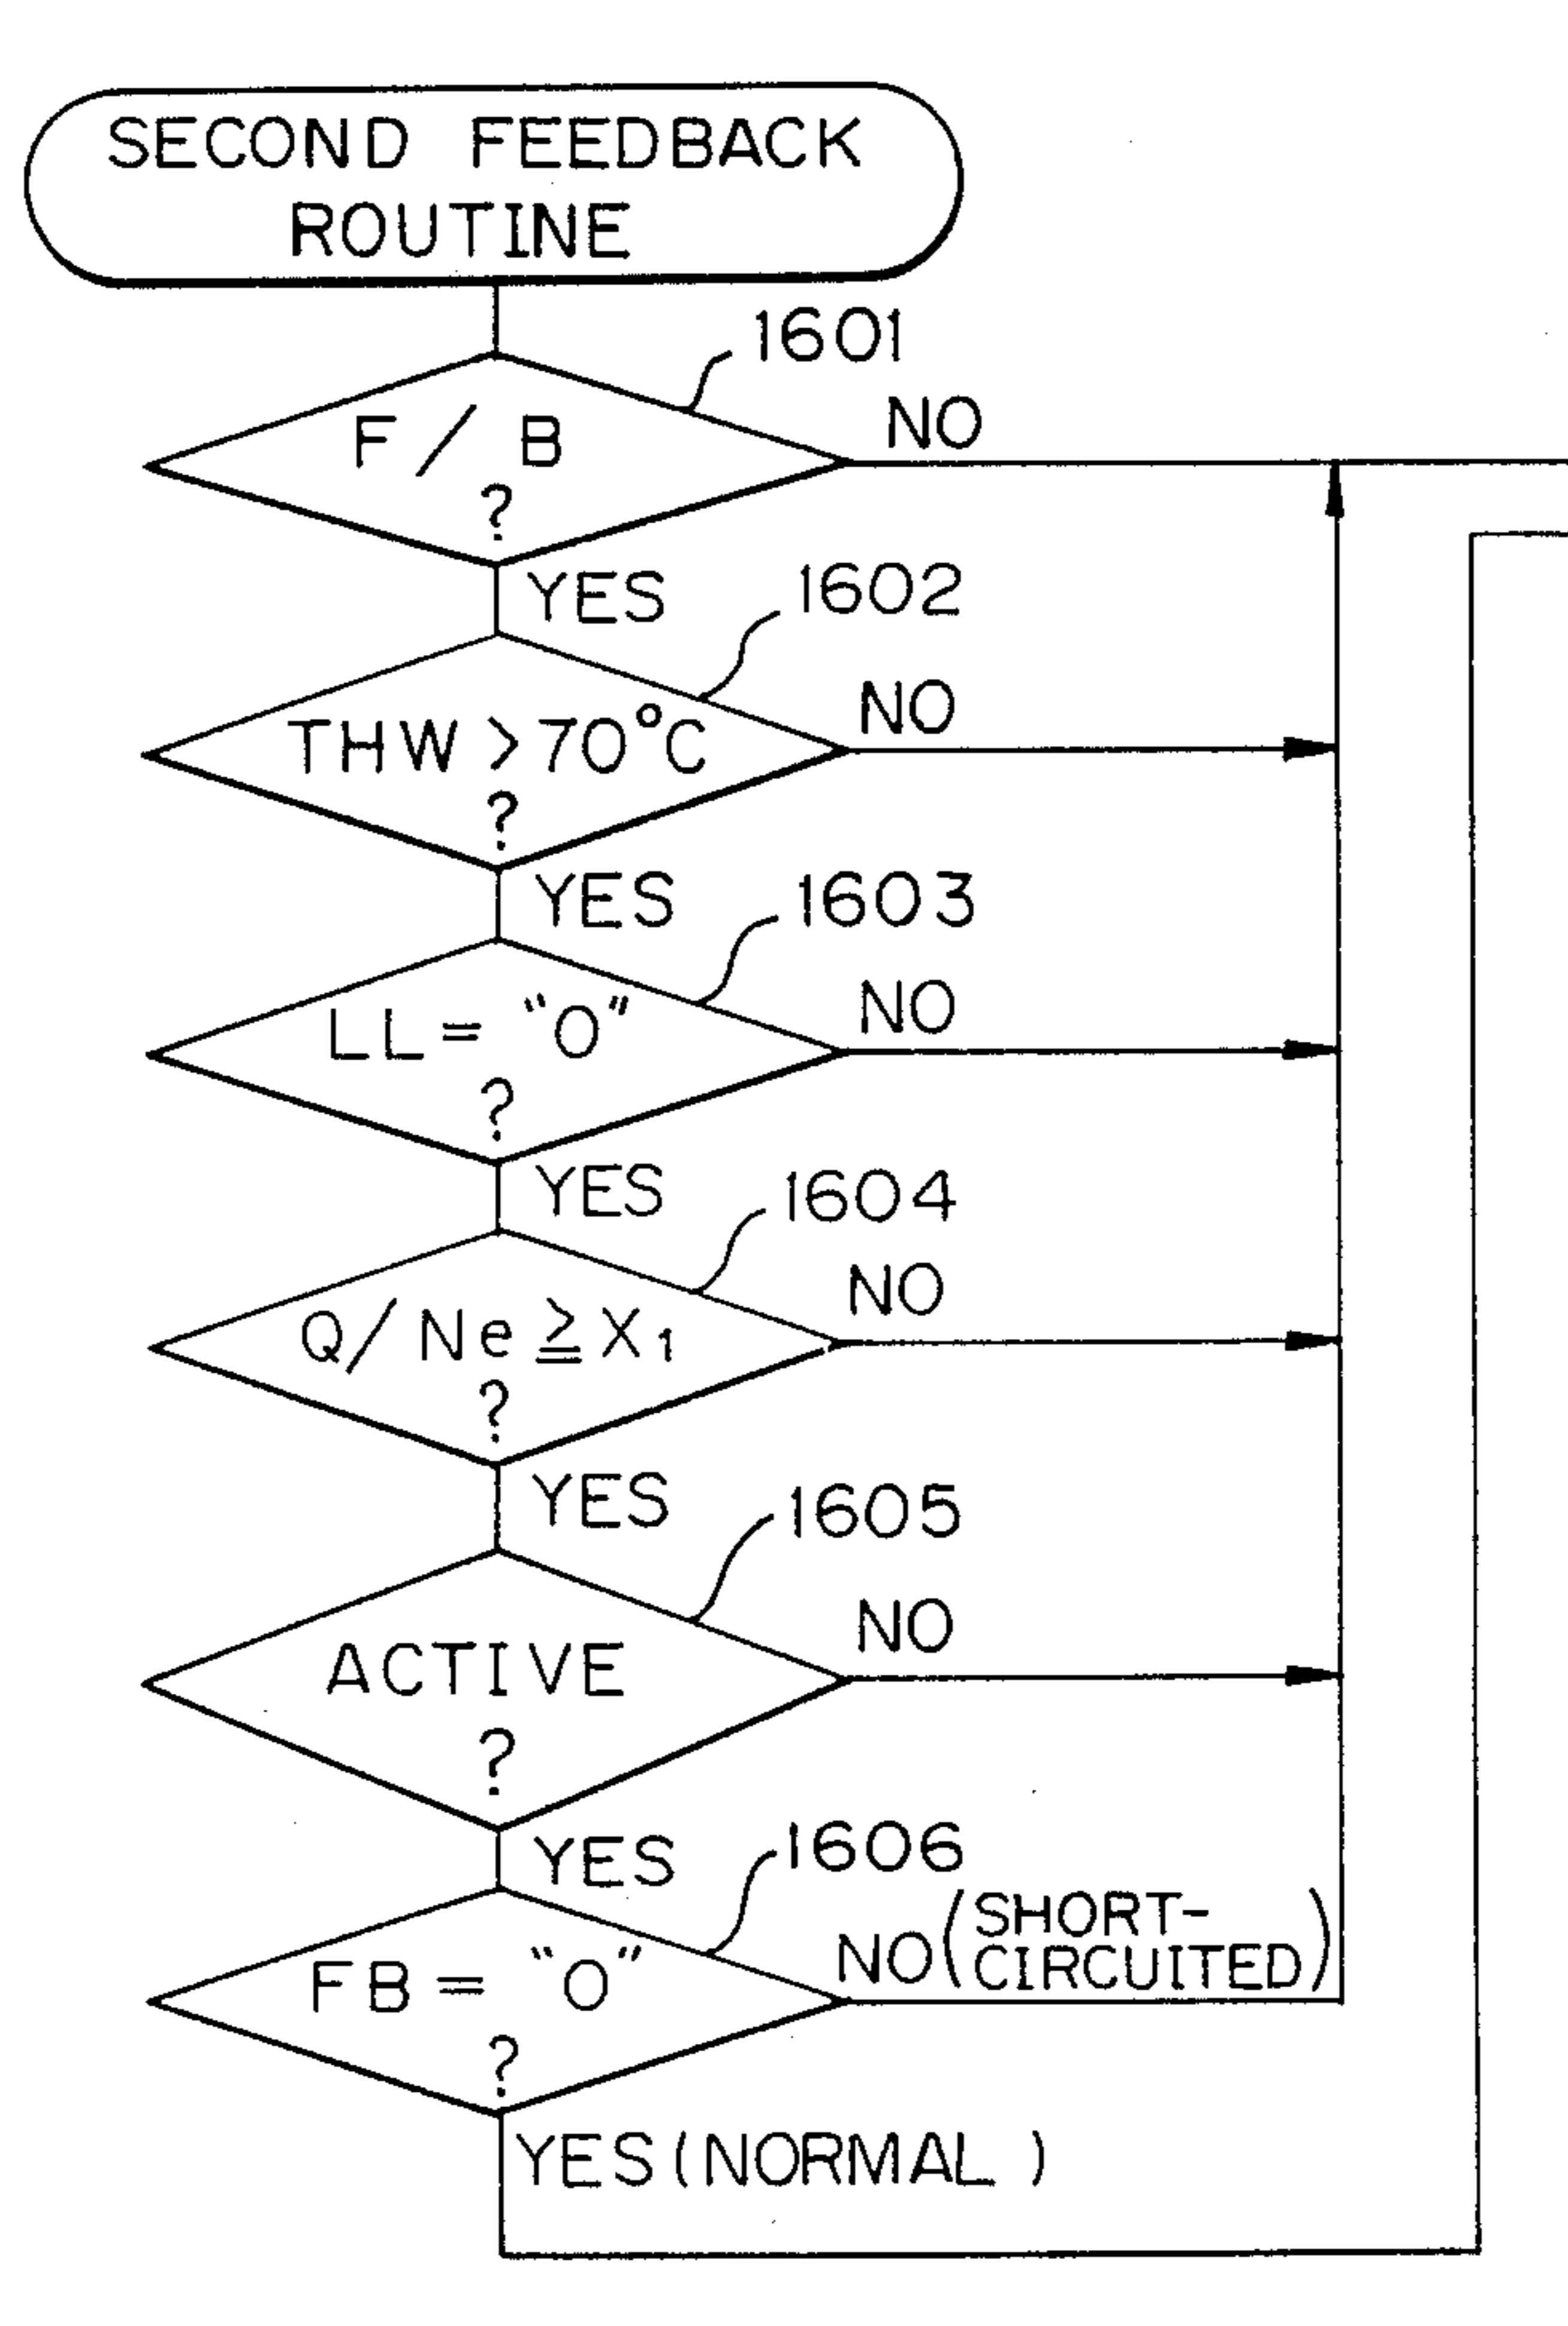 SECOND FEEDBACK
ROUTINE
1601
F / B
?
NO
YES
1602
THW > 70°C
?
NO
YES
1603
LL = "0"
?
NO
YES
1604
Q / Ne ≧ X₁
?
NO
YES
1605
ACTIVE
?
NO
YES
1606
FB = "0"
?
NO (SHORT-
CIRCUITED)
YES (NORMAL)